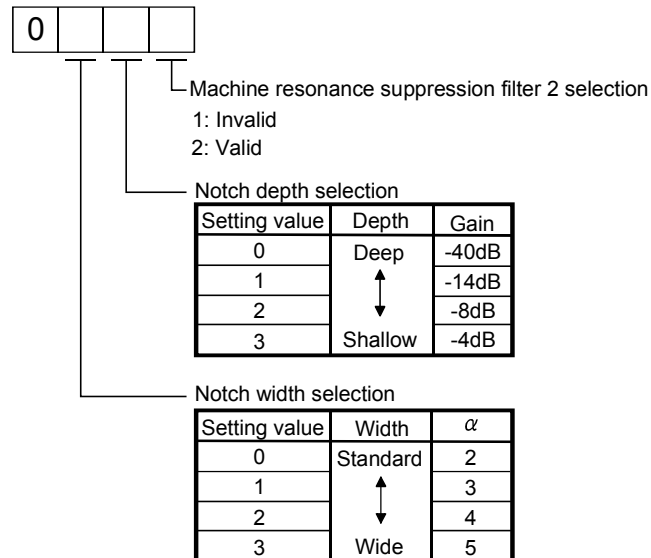 0
Machine resonance suppression filter 2 selection
1: Invalid
2: Valid
Notch depth selection
Setting value Depth Gain
0 Deep -40dB
1 -14dB
2 -8dB
3 Shallow -4dB
Notch width selection
Setting value Width α
0 Standard 2
1 3
2 4
3 Wide 5